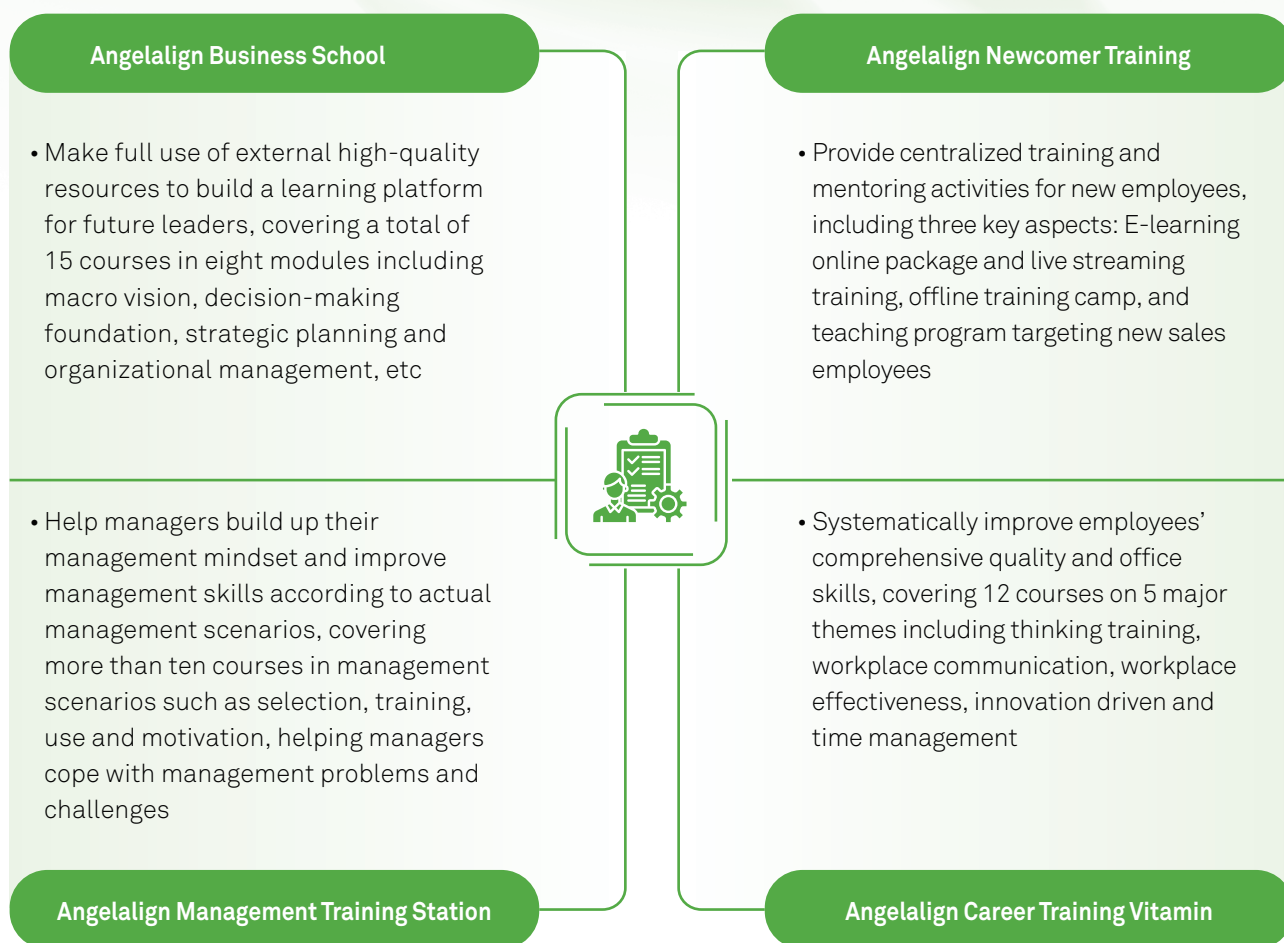 Angelalign Business School
• Make full use of external high-quality
resources to build a learning platform
for future leaders, covering a total of
15 courses in eight modules including
macro vision, decision-making
foundation, strategic planning and
organizational management, etc
Angelalign Newcomer Training
• Provide centralized training and
mentoring activities for new employees,
including three key aspects: E-learning
online package and live streaming
training, offline training camp, and
teaching program targeting new sales
employees
• Help managers build up their
management mindset and improve
management skills according to actual
management scenarios, covering
more than ten courses in management
scenarios such as selection, training,
use and motivation, helping managers
cope with management problems and
challenges
Angelalign Management Training Station
• Systematically improve employees’
comprehensive quality and office
skills, covering 12 courses on 5 major
themes including thinking training,
workplace communication, workplace
effectiveness, innovation driven and
time management
Angelalign Career Training Vitamin